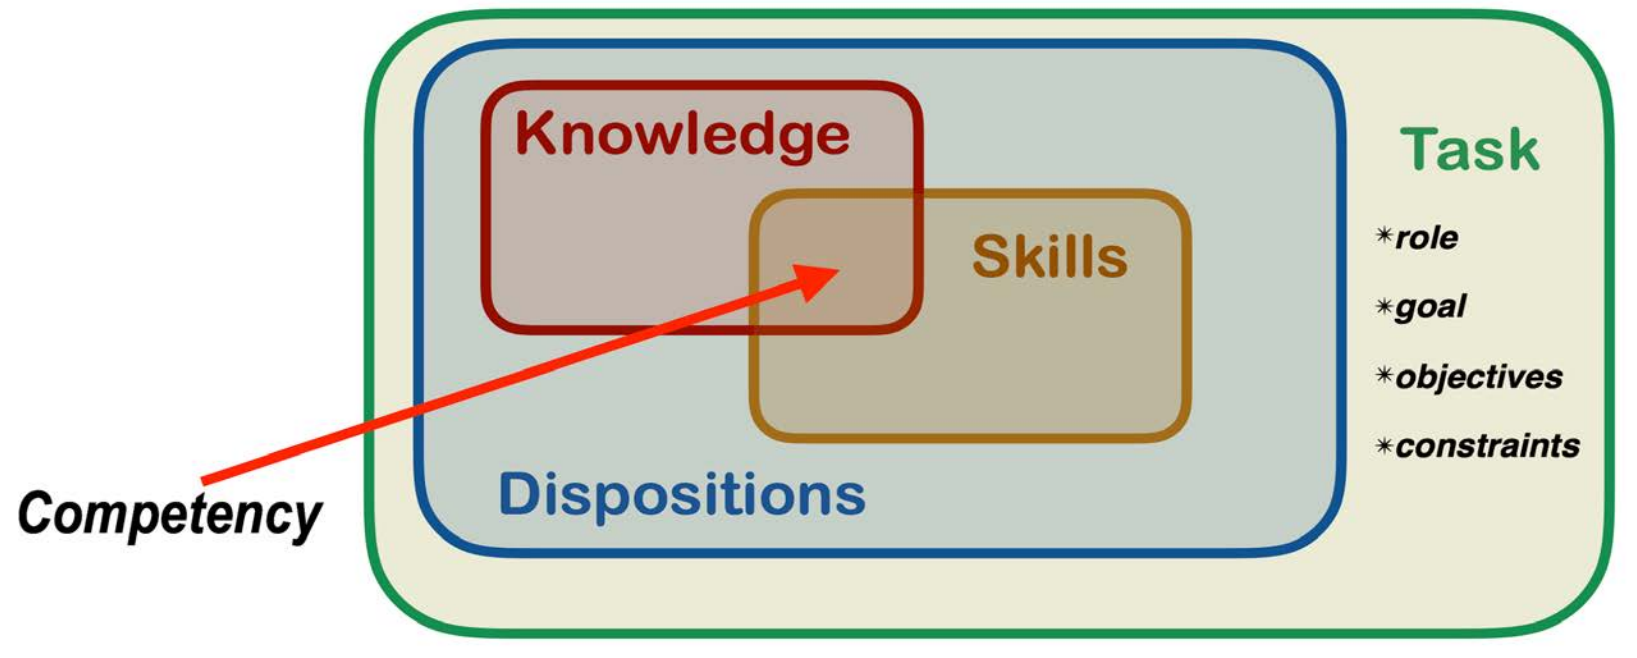 Knowledge
Task
Skills
✴role
✴goal
✴objectives
✴constraints
Dispositions
Competency